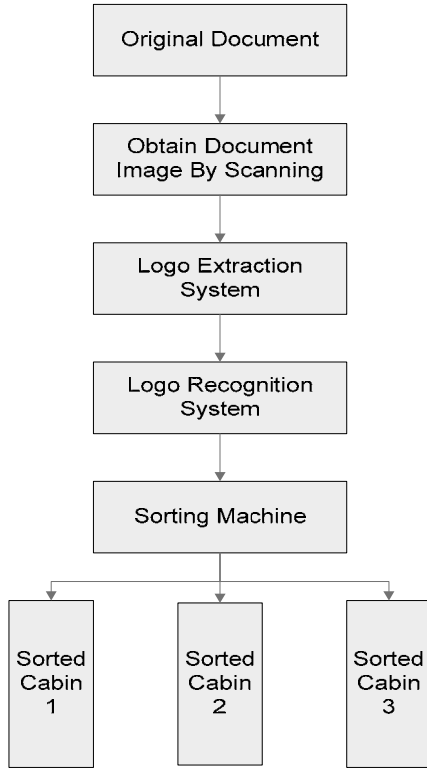 Original Document
Obtain Document
Image By Scanning
Logo Extraction
System
Logo Recognition
System
Sorting Machine
Sorted
Cabin
1
Sorted
Cabin
2
Sorted
Cabin
3